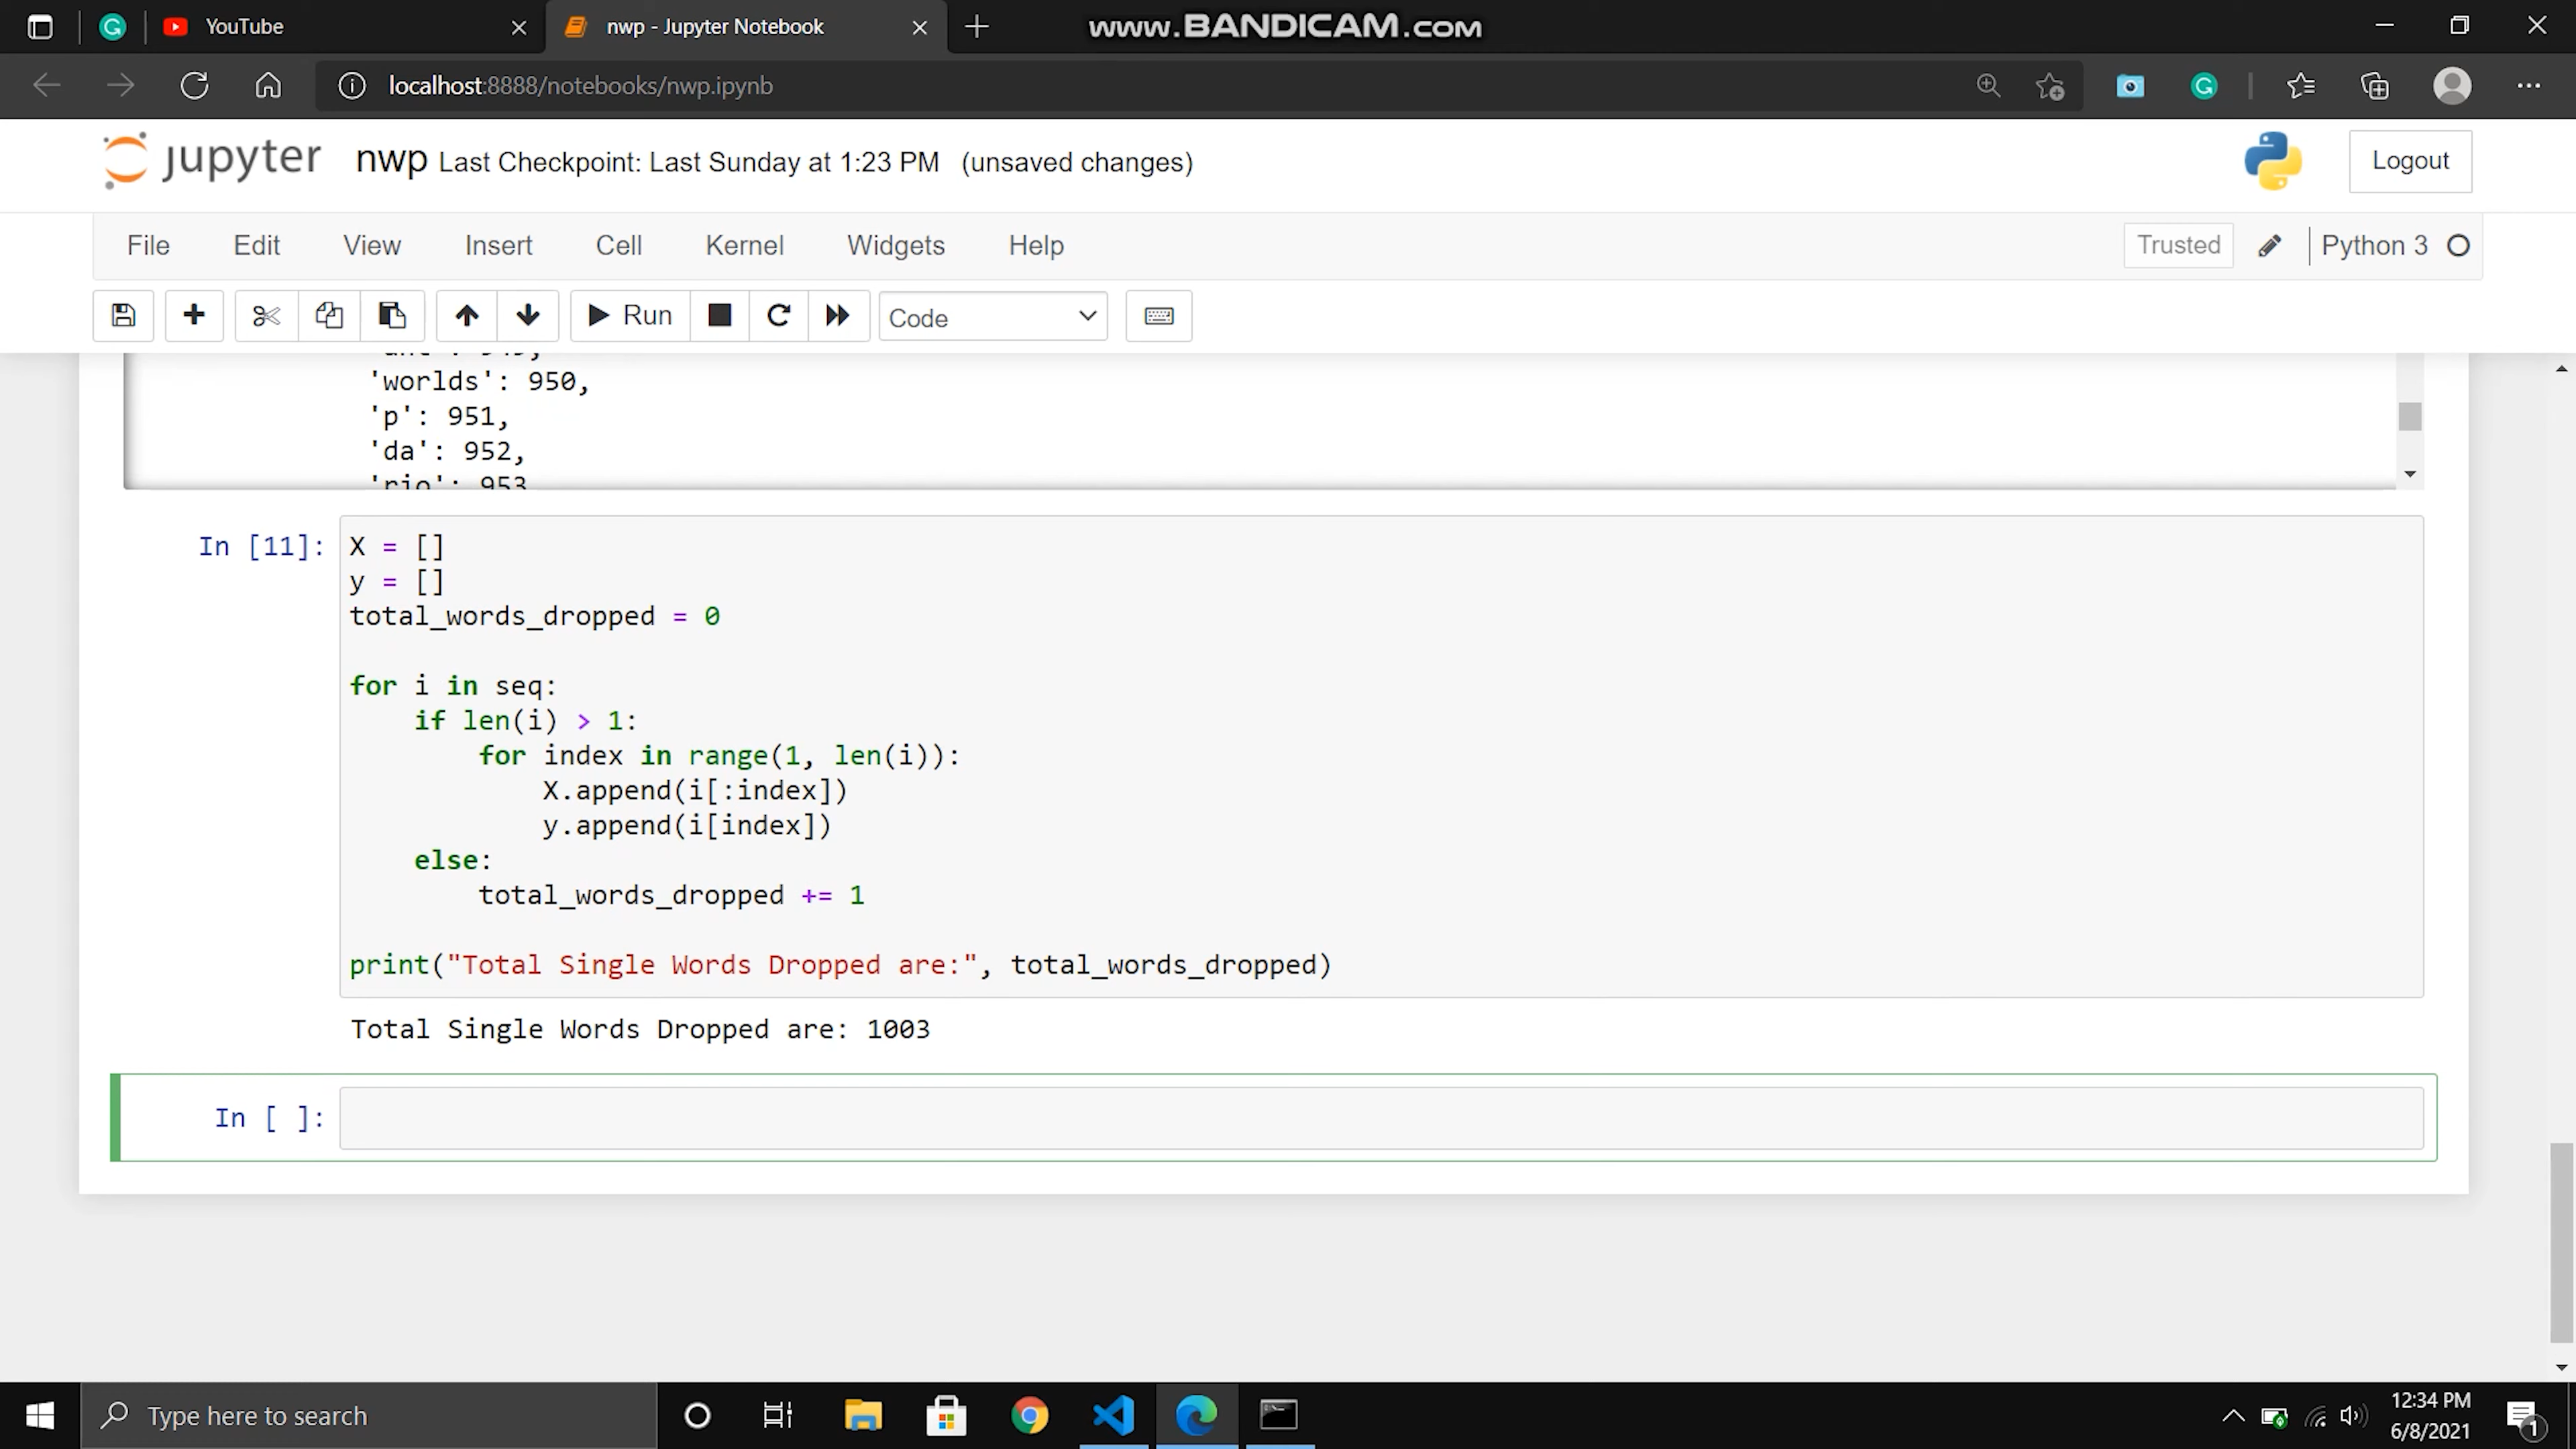 YouTube
nwp - Jupyter Notebook
www.BANDICAM.com
localhost:8888/notebooks/nwp.ipynb
jupyter nwp Last Checkpoint: Last Sunday at 1:23 PM (unsaved changes)
Logout
File Edit View Insert Cell Kernel Widgets Help
Trusted Python 3
Run Code
'worlds': 950,
'p': 951,
'da': 952,
'rio': 953
In [11]:
X = []
y = []
total_words_dropped = 0
for i in seq:
    if len(i) > 1:
        for index in range(1, len(i)):
            X.append(i[:index])
            y.append(i[index])
    else:
        total_words_dropped += 1
print("Total Single Words Dropped are:", total_words_dropped)
Total Single Words Dropped are: 1003
In [ ]:
Type here to search
12:34 PM
6/8/2021
1